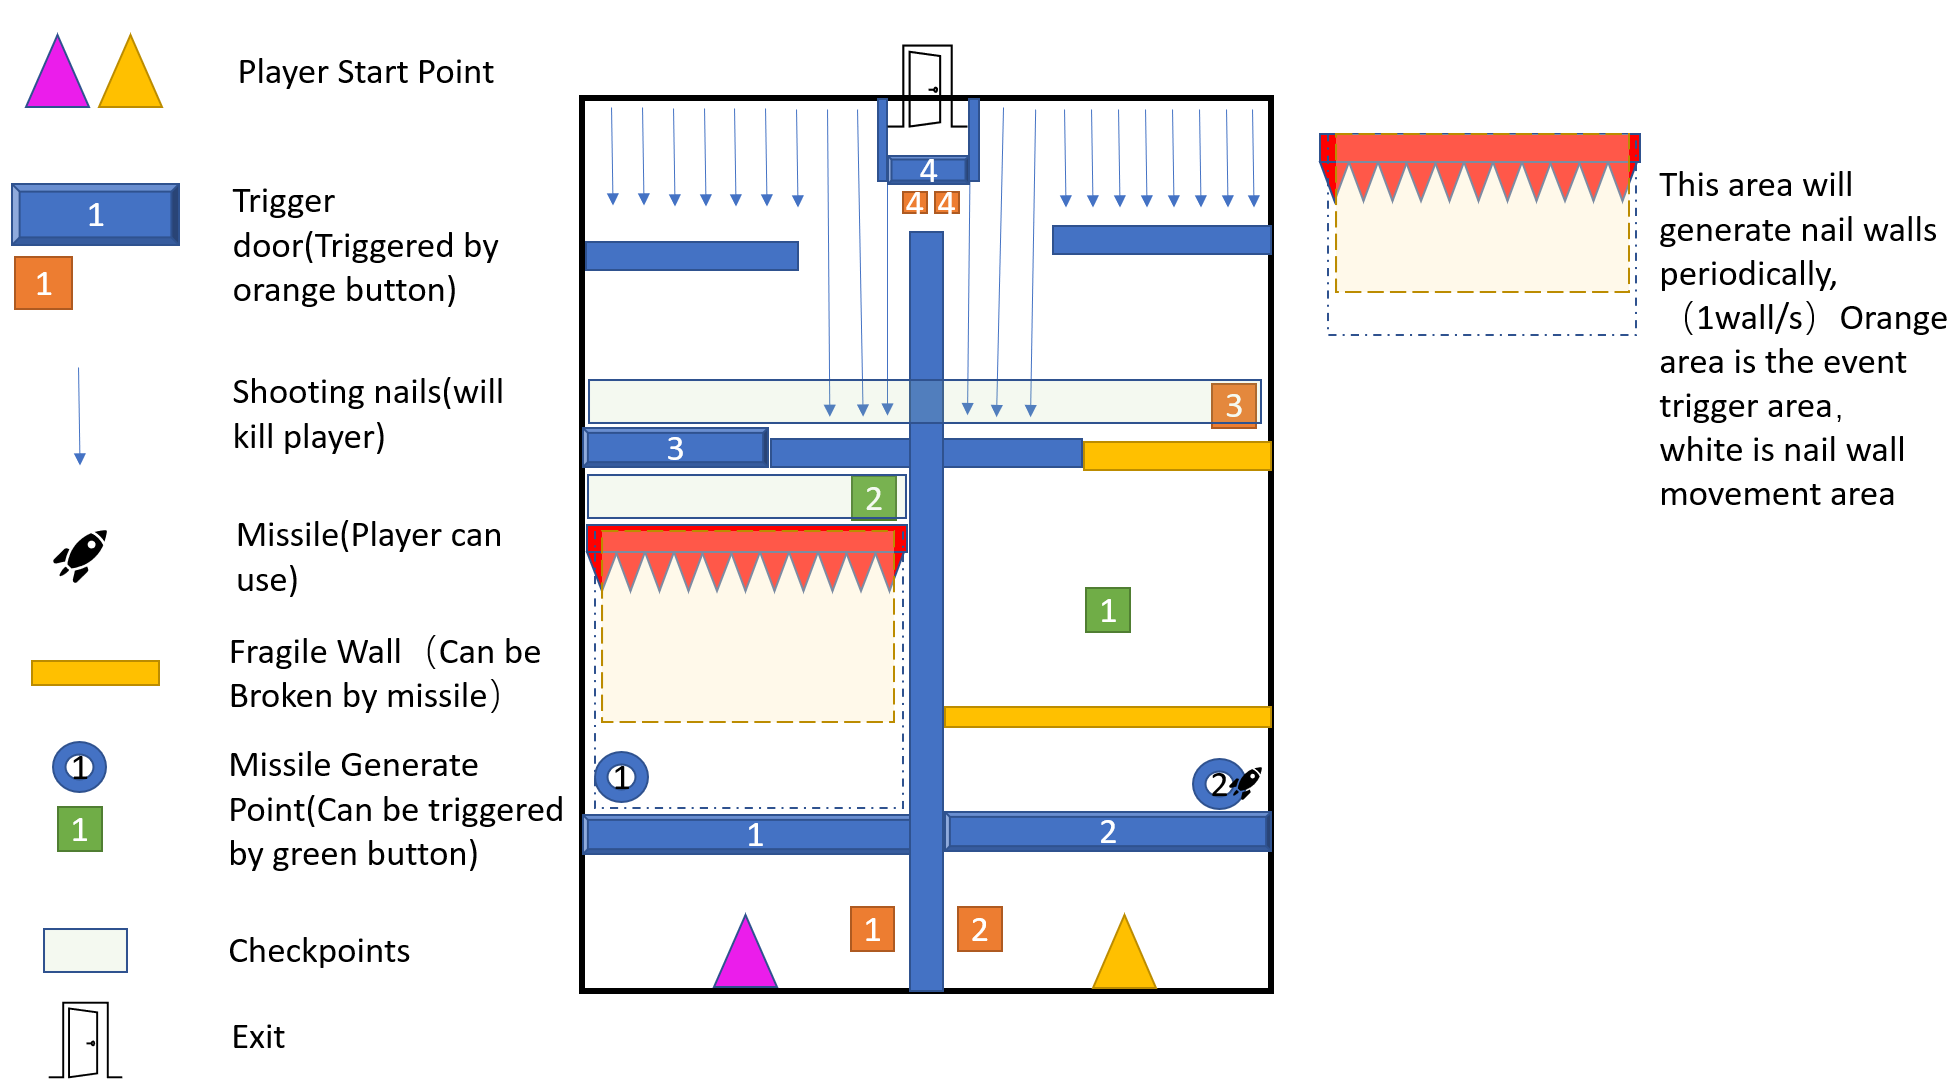 Player Start Point
1
Trigger
door(Triggered by
orange button)
1
Shooting nails(will
kill player)
Missile(Player can
use)
Fragile Wall（Can be
Broken by missile）
1
Missile Generate
Point(Can be triggered
by green button)
1
Checkpoints
Exit
4
4 4
3
3
2
1
1
2
1
2
1
2
This area will
generate nail walls
periodically,
（1wall/s） Orange
area is the event
trigger area,
white is nail wall
movement area